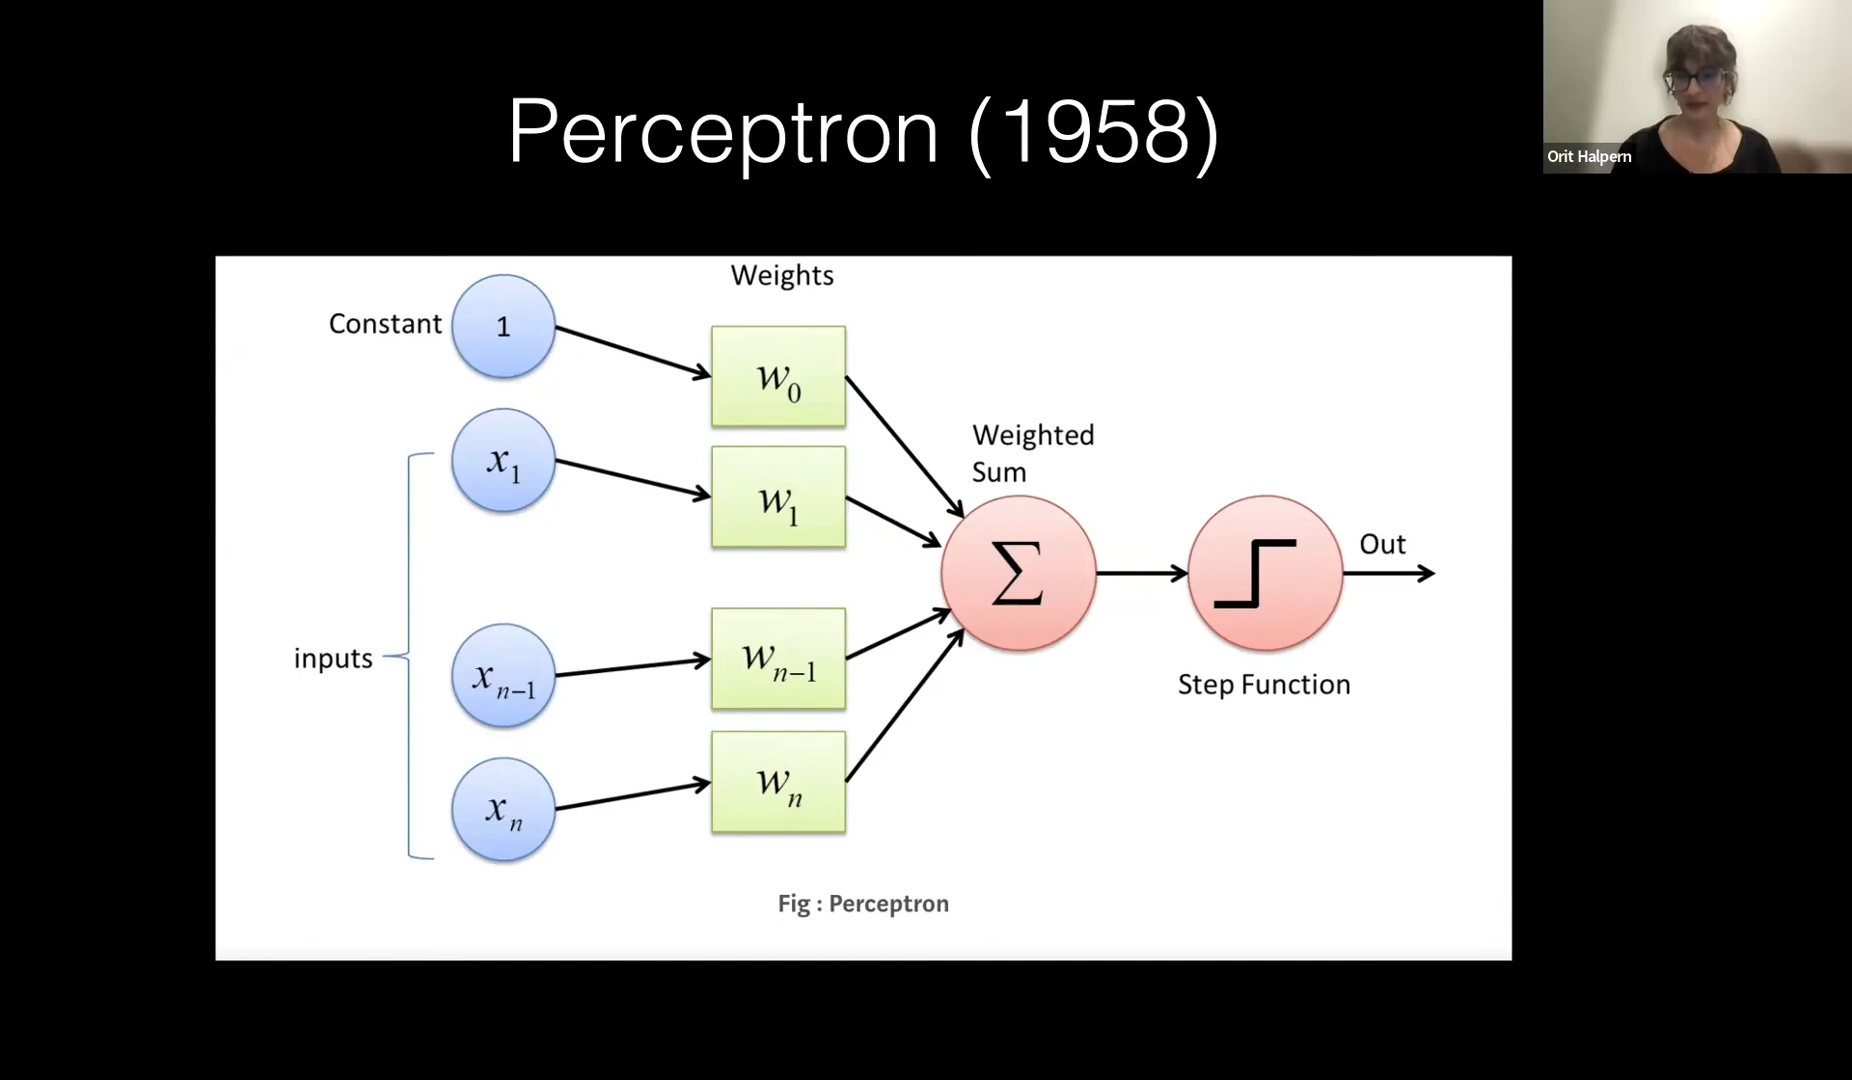 Perceptron (1958)
Orit Halpern
Weights
Constant
1
w0
x1
w1
Weighted
Sum
Σ
Out
inputs
xn−1
wn−1
Step Function
xn
wn
Fig : Perceptron